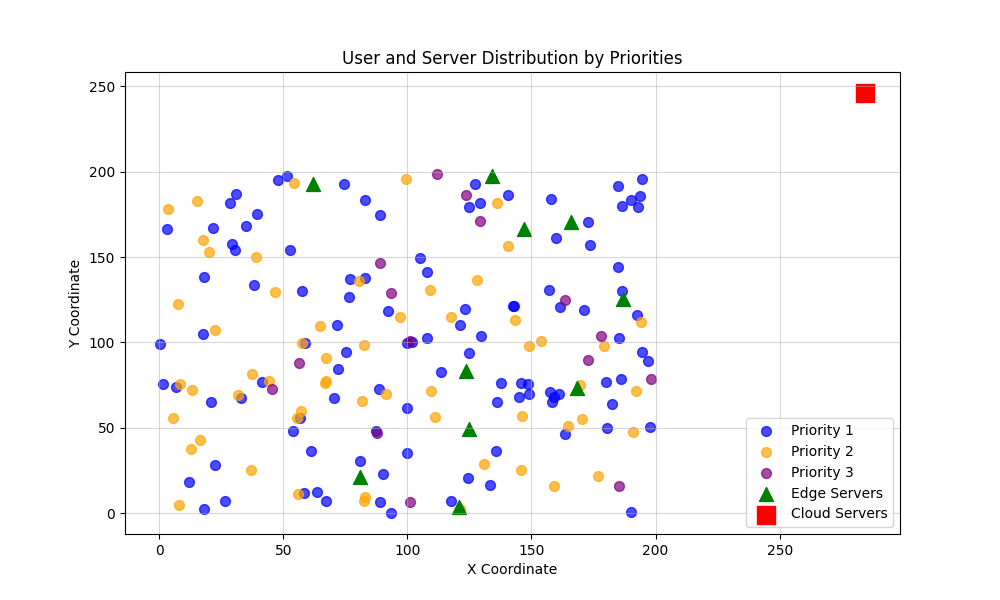 User and Server Distribution by Priorities
250
200
150
100
50
0
Y Coordinate
0
50
100
150
200
250
X Coordinate
Priority 1
Priority 2
Priority 3
Edge Servers
Cloud Servers